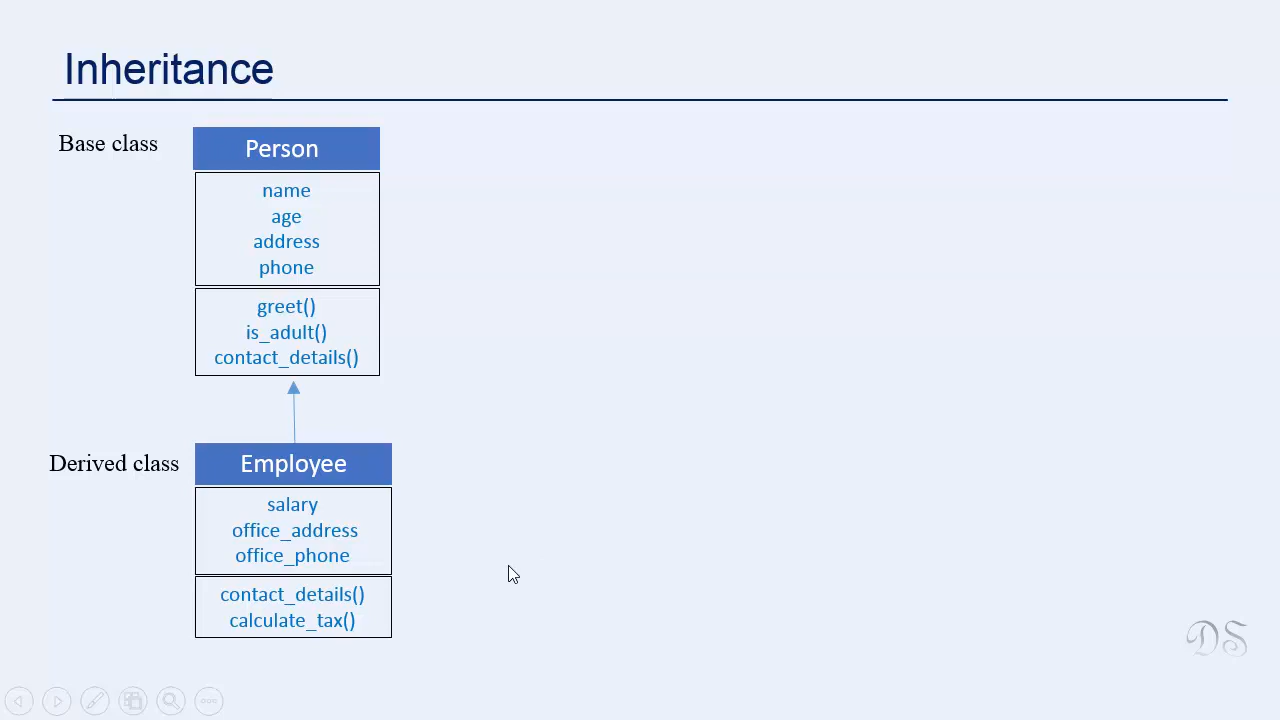 Inheritance
Base class
Person
name
age
address
phone
greet()
is_adult()
contact_details()
Derived class
Employee
salary
office_address
office_phone
contact_details()
calculate_tax()
DS